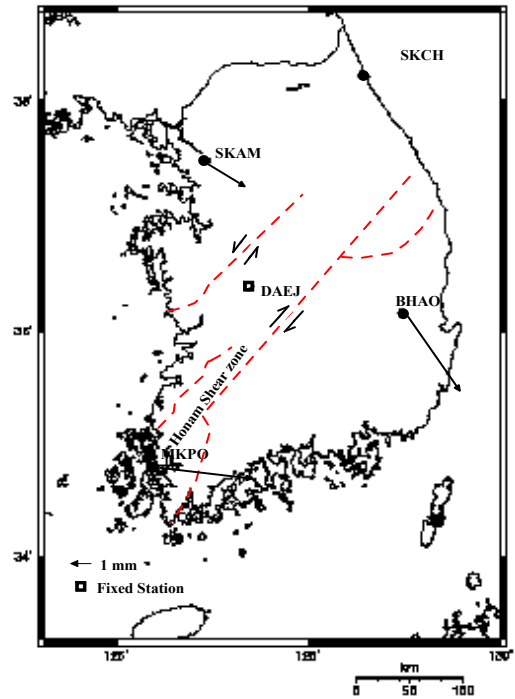 SKCH
38°
SKAM
DAEJ
BHAO
36°
Honam Shear zone
MKPO
34°
1 mm
Fixed Station
126°
128°
130°
km
0 50 100